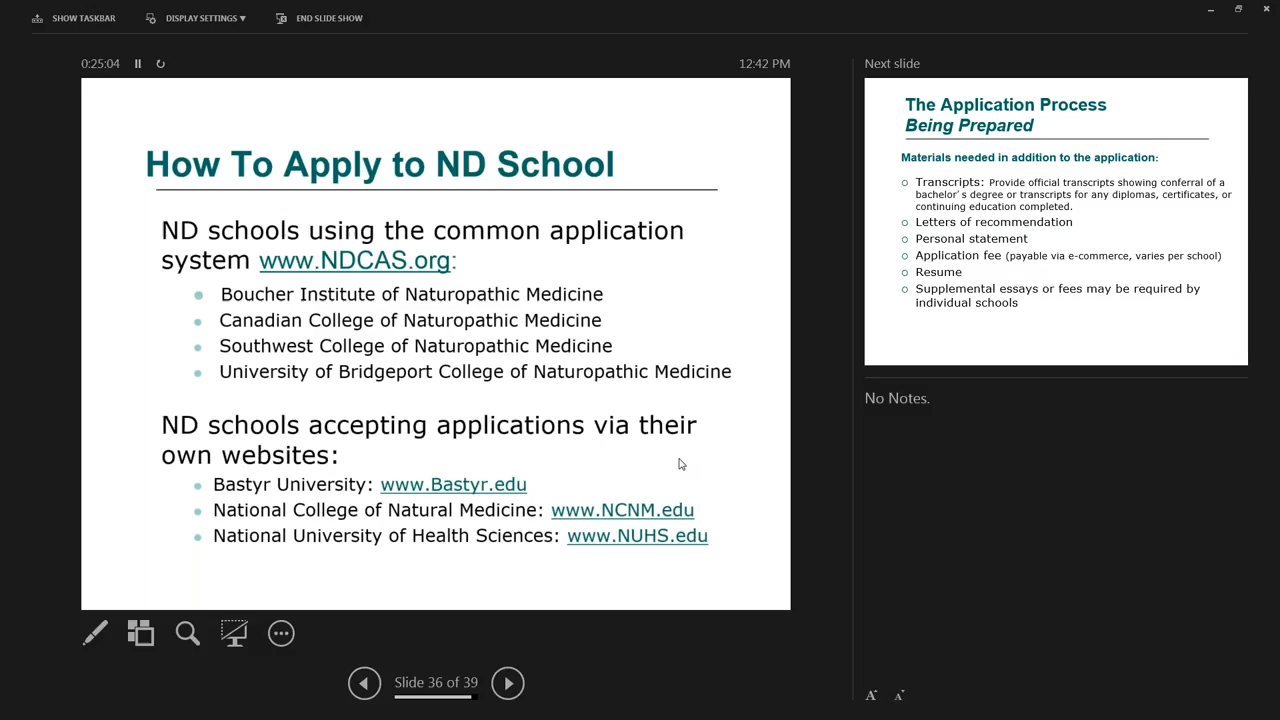 SHOW TASKBAR
DISPLAY SETTINGS ▼
END SLIDE SHOW
0:25:04
12:42 PM
How To Apply to ND School
ND schools using the common application
system www.NDCAS.org:
Boucher Institute of Naturopathic Medicine
Canadian College of Naturopathic Medicine
Southwest College of Naturopathic Medicine
University of Bridgeport College of Naturopathic Medicine
ND schools accepting applications via their
own websites:
Bastyr University: www.Bastyr.edu
National College of Natural Medicine: www.NCNM.edu
National University of Health Sciences: www.NUHS.edu
Slide 36 of 39
Next slide
The Application Process
Being Prepared
Materials needed in addition to the application:
Transcripts: Provide official transcripts showing conferral of a
bachelor's degree or transcripts for any diplomas, certificates, or
continuing education completed.
Letters of recommendation
Personal statement
Application fee (payable via e-commerce, varies per school)
Resume
Supplemental essays or fees may be required by
individual schools
No Notes.
A A